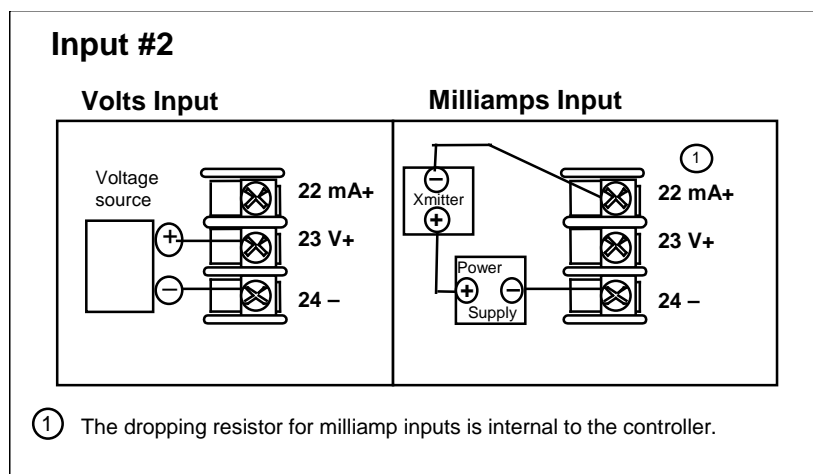 Input #2
Volts Input
Voltage
source
+
–
22 mA+
23 V+
24 –
Milliamps Input
1
–
Xmitter
+
Power
+ –
Supply
22 mA+
23 V+
24 –
1 The dropping resistor for milliamp inputs is internal to the controller.